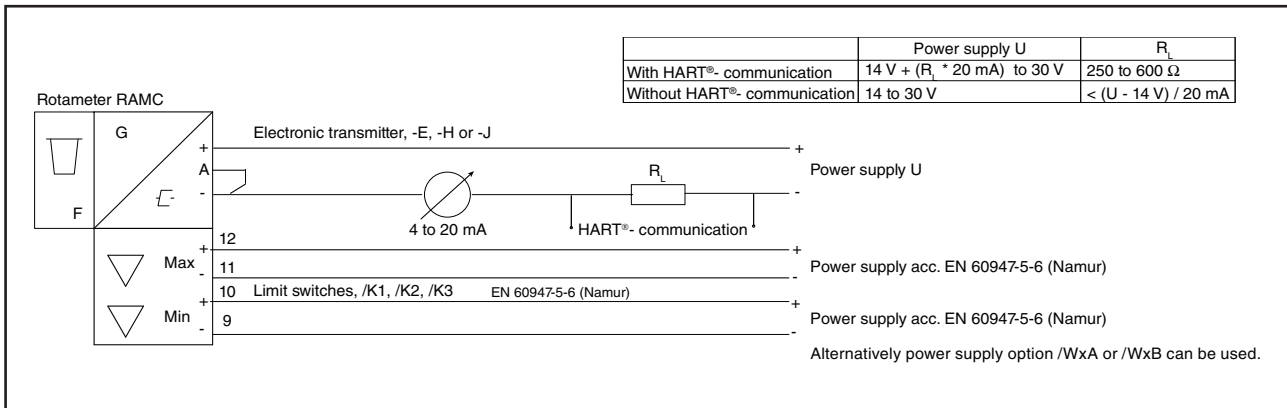 Power supply U R_L
With HART®- communication 14 V + (R_L * 20 mA) to 30 V 250 to 600 Ω
Without HART®- communication 14 to 30 V < (U - 14 V) / 20 mA
Rotameter RAMC
G Electronic transmitter, -E, -H or -J
+ +
A Power supply U
R_L
- -
F
4 to 20 mA HART®- communication
12
+ +
Max Power supply acc. EN 60947-5-6 (Namur)
- 11 -
10 Limit switches, /K1, /K2, /K3 EN 60947-5-6 (Namur)
+ +
Min 9 Power supply acc. EN 60947-5-6 (Namur)
- -
Alternatively power supply option /WxA or /WxB can be used.